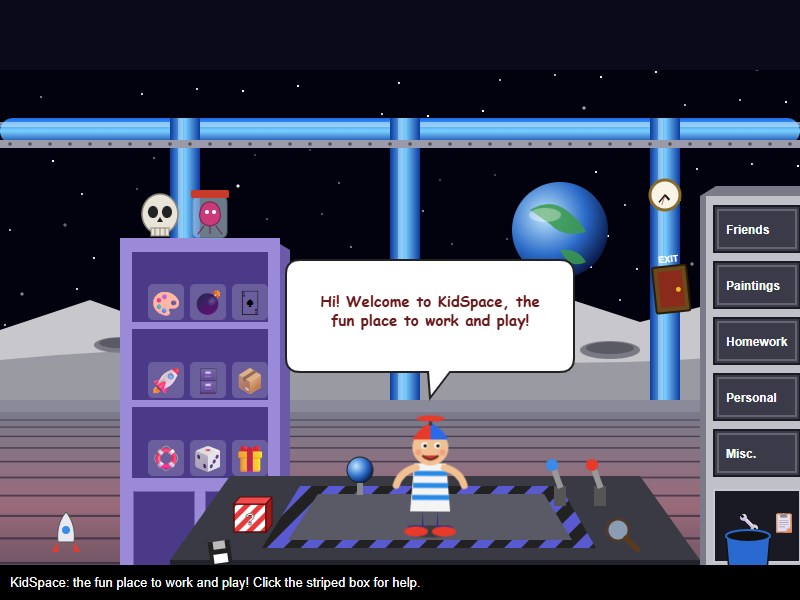 Hi! Welcome to KidSpace, the
fun place to work and play!
EXIT
Friends
Paintings
Homework
Personal
Misc.
KidSpace: the fun place to work and play! Click the striped box for help.